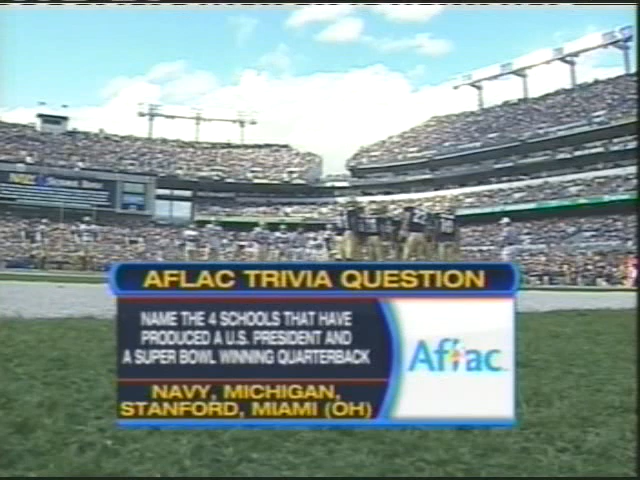 AFLAC TRIVIA QUESTION
NAME THE 4 SCHOOLS THAT HAVE
PRODUCED A U.S. PRESIDENT AND
A SUPER BOWL WINNING QUARTERBACK
Aflac
NAVY, MICHIGAN,
STANFORD, MIAMI (OH)